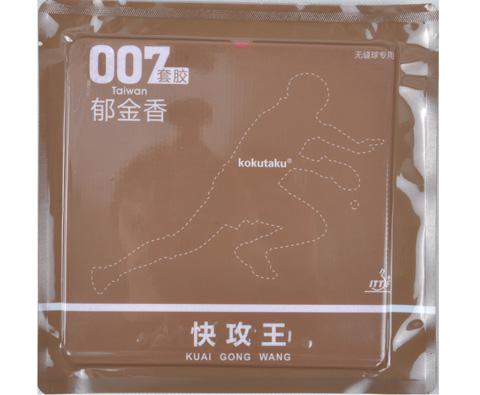 007套胶
无缝球专用
Taiwan
郁金香
kokutaku®
ITTF
快攻王
KUAI GONG WANG